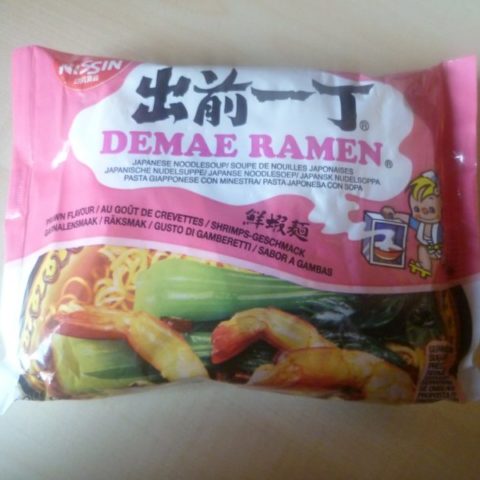 NISSIN
出前一丁®
DEMAE RAMEN®
JAPANESE NOODLESOUP/ SOUPE DE NOUILLES JAPONAISES
JAPANISCHE NUDELSUPPE/ JAPANSE NOEDELSOEP/ JAPANSK NUDELSOPPA
PASTA GIAPPONESE CON MINESTRA/ PASTA JAPONESA CON SOPA
PRAWN FLAVOUR / AU GOÛT DE CREVETTES / SHRIMPS-GESCHMACK
GARNALENSMAAK / RÄKSMAK / GUSTO DI GAMBERETTI / SABOR A GAMBAS
鮮蝦麵